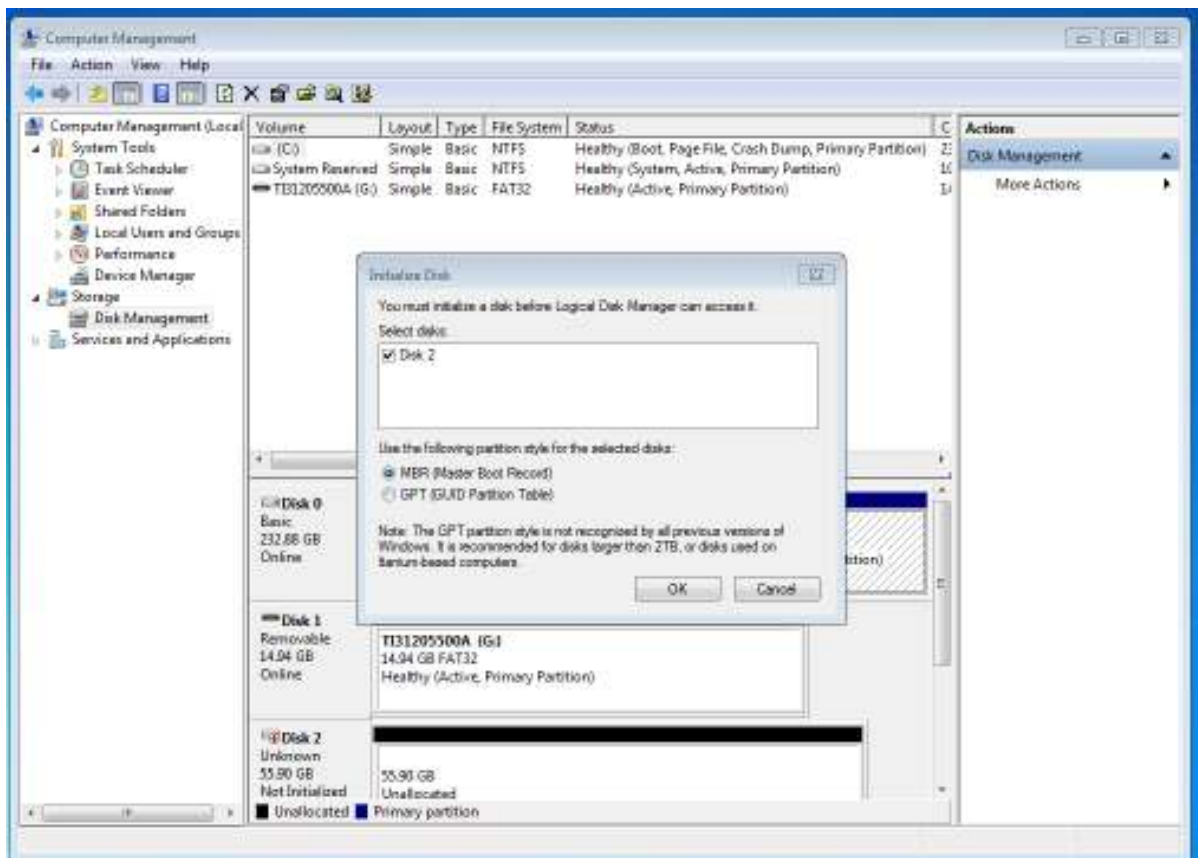 Computer Management
File Action View Help
Computer Management (Local
System Tools
Task Scheduler
Event Viewer
Shared Folders
Local Users and Groups
Performance
Device Manager
Storage
Disk Management
Services and Applications
Volume Layout Type File System Status C
(C:) Simple Basic NTFS Healthy (Boot, Page File, Crash Dump, Primary Partition)
System Reserved Simple Basic NTFS Healthy (System, Active, Primary Partition)
TI31205500A (G:) Simple Basic FAT32 Healthy (Active, Primary Partition)
Actions
Disk Management
More Actions
Initialize Disk
You must initialize a disk before Logical Disk Manager can access it.
Select disks:
Disk 2
Use the following partition style for the selected disks:
MBR (Master Boot Record)
GPT (GUID Partition Table)
Note: The GPT partition style is not recognized by all previous versions of
Windows. It is recommended for disks larger than 2TB, or disks used on
Itanium-based computers.
OK Cancel
Disk 0
Basic
232.88 GB
Online
tition)
Disk 1
Removable
14.94 GB
Online
TI31205500A (G:)
14.94 GB FAT32
Healthy (Active, Primary Partition)
Disk 2
Unknown
55.90 GB
Not Initialized
55.90 GB
Unallocated
Unallocated Primary partition